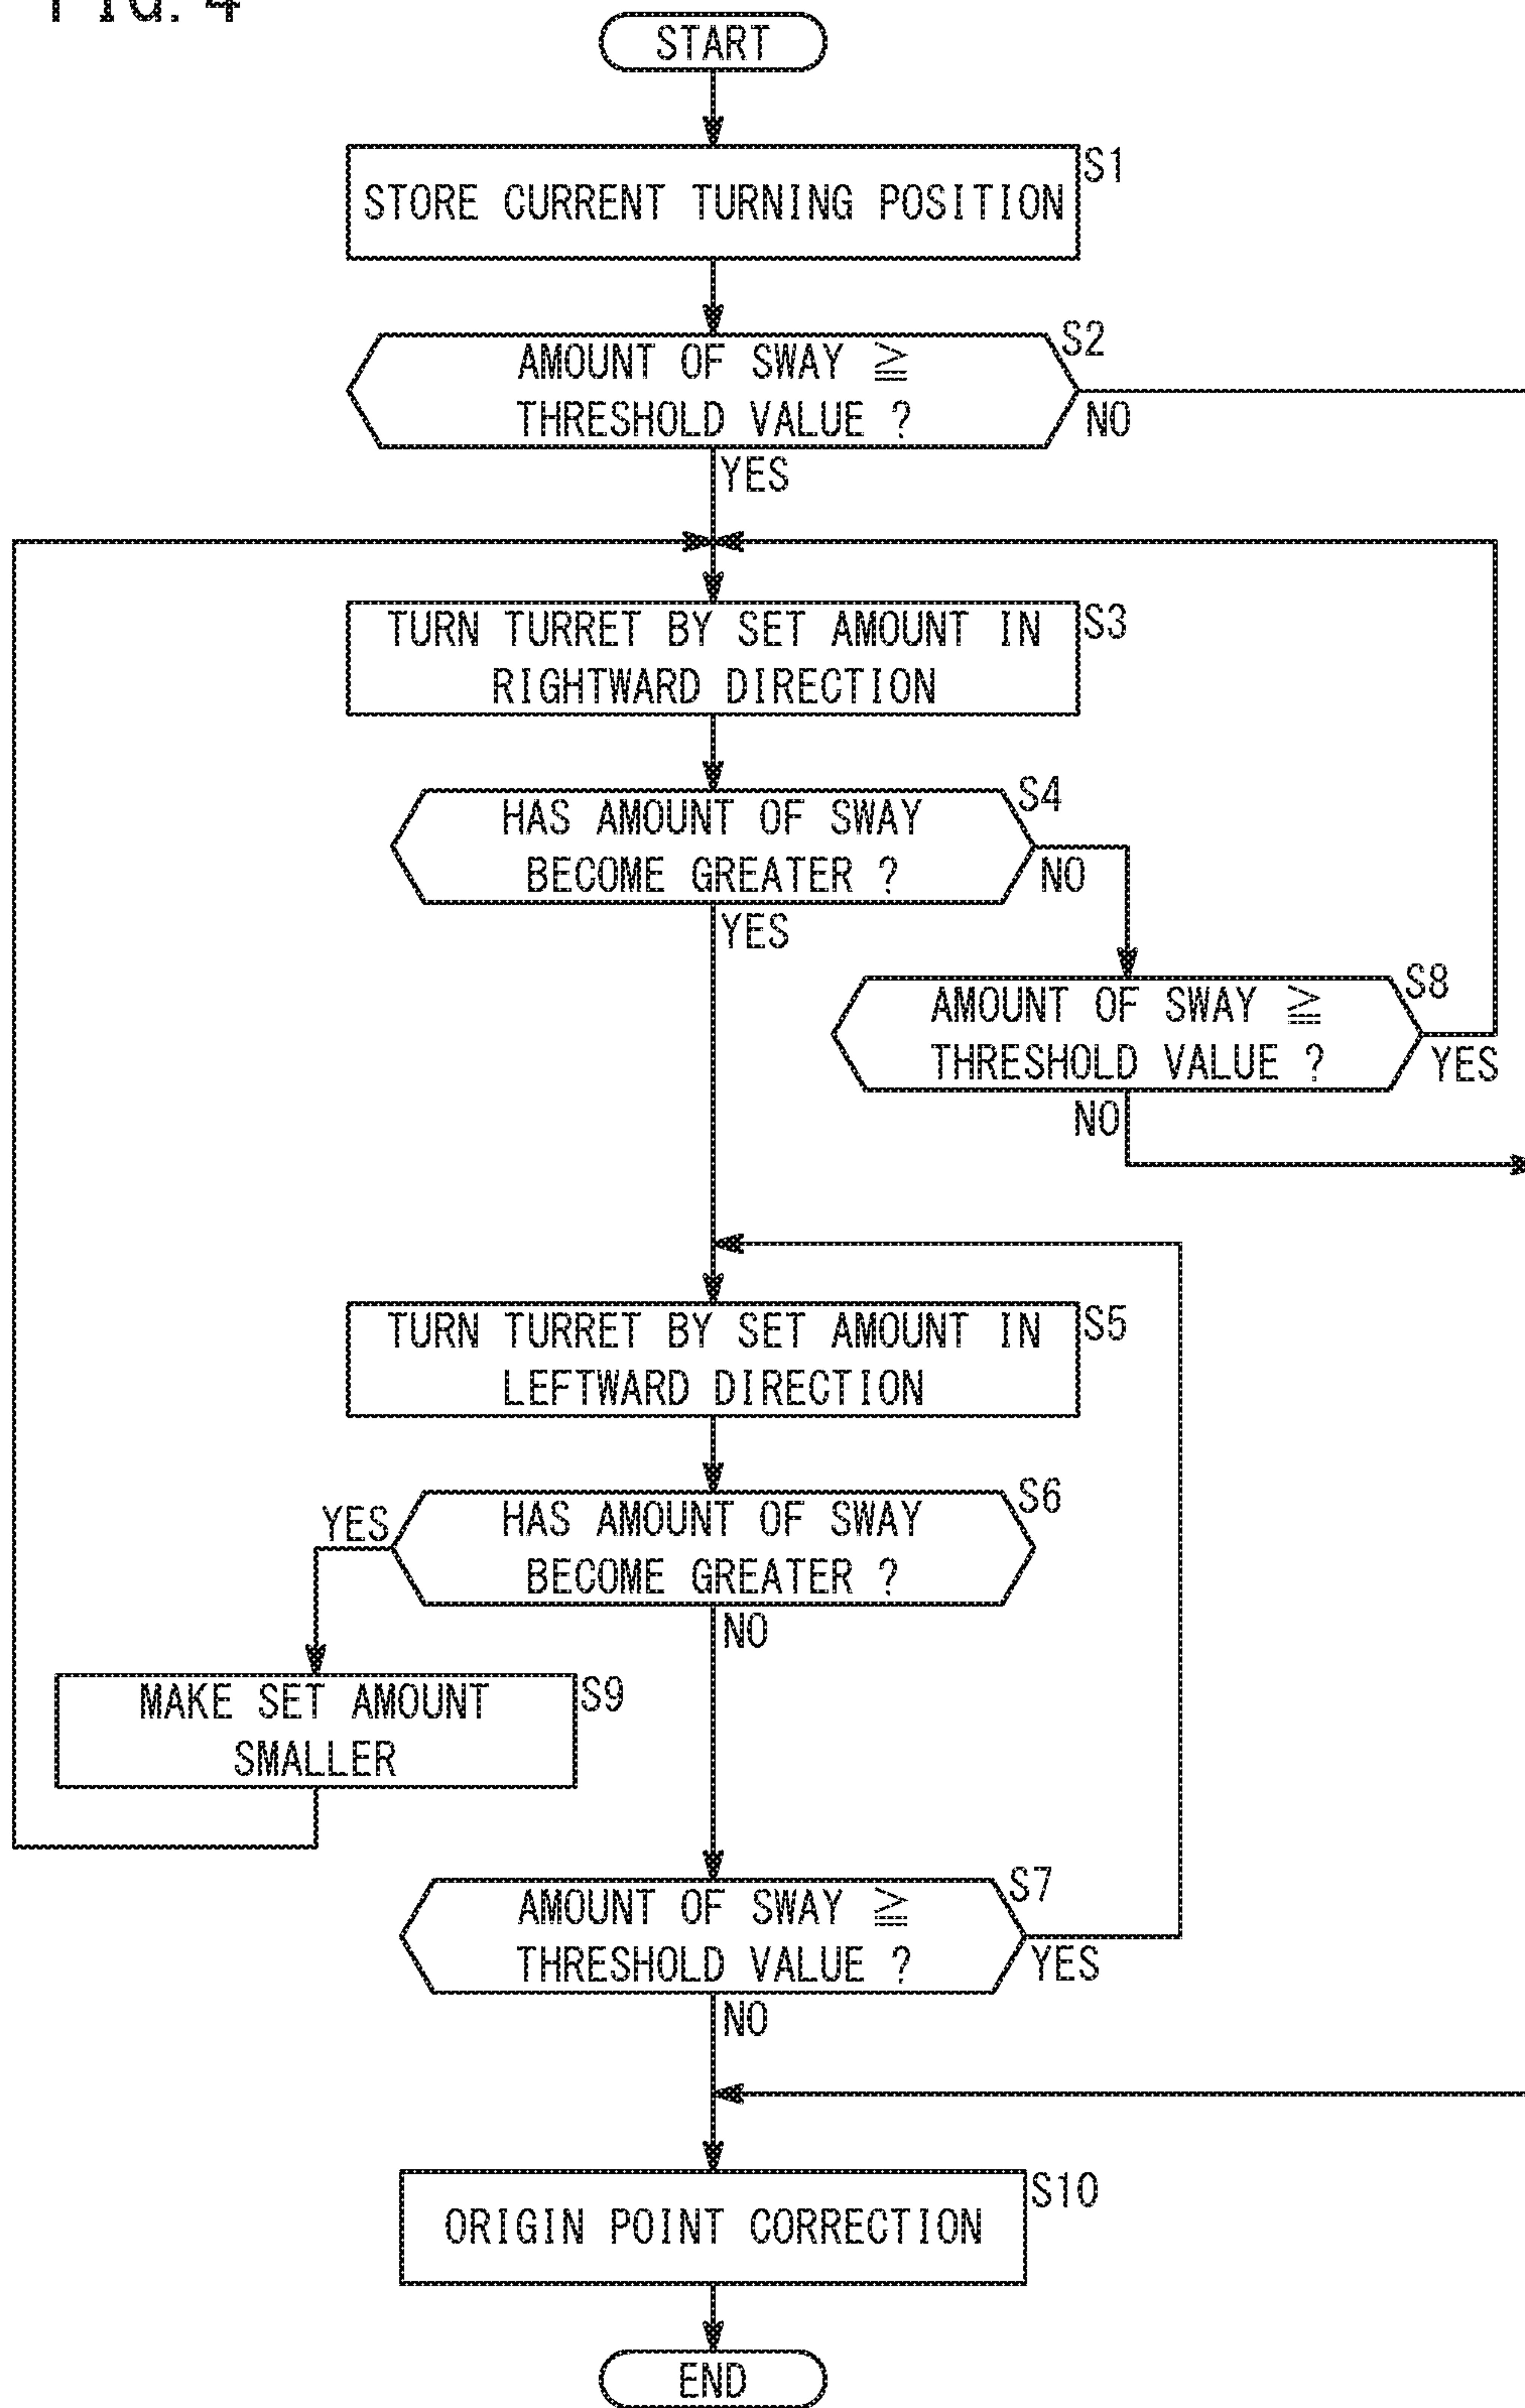 FIG. 4
START
S1
STORE CURRENT TURNING POSITION
S2
AMOUNT OF SWAY ≧
THRESHOLD VALUE ?
NO
YES
S3
TURN TURRET BY SET AMOUNT IN
RIGHTWARD DIRECTION
S4
HAS AMOUNT OF SWAY
BECOME GREATER ?
NO
YES
S8
AMOUNT OF SWAY ≧
THRESHOLD VALUE ?
YES
NO
S5
TURN TURRET BY SET AMOUNT IN
LEFTWARD DIRECTION
S6
HAS AMOUNT OF SWAY
BECOME GREATER ?
YES
NO
S9
MAKE SET AMOUNT
SMALLER
S7
AMOUNT OF SWAY ≧
THRESHOLD VALUE ?
YES
NO
S10
ORIGIN POINT CORRECTION
END